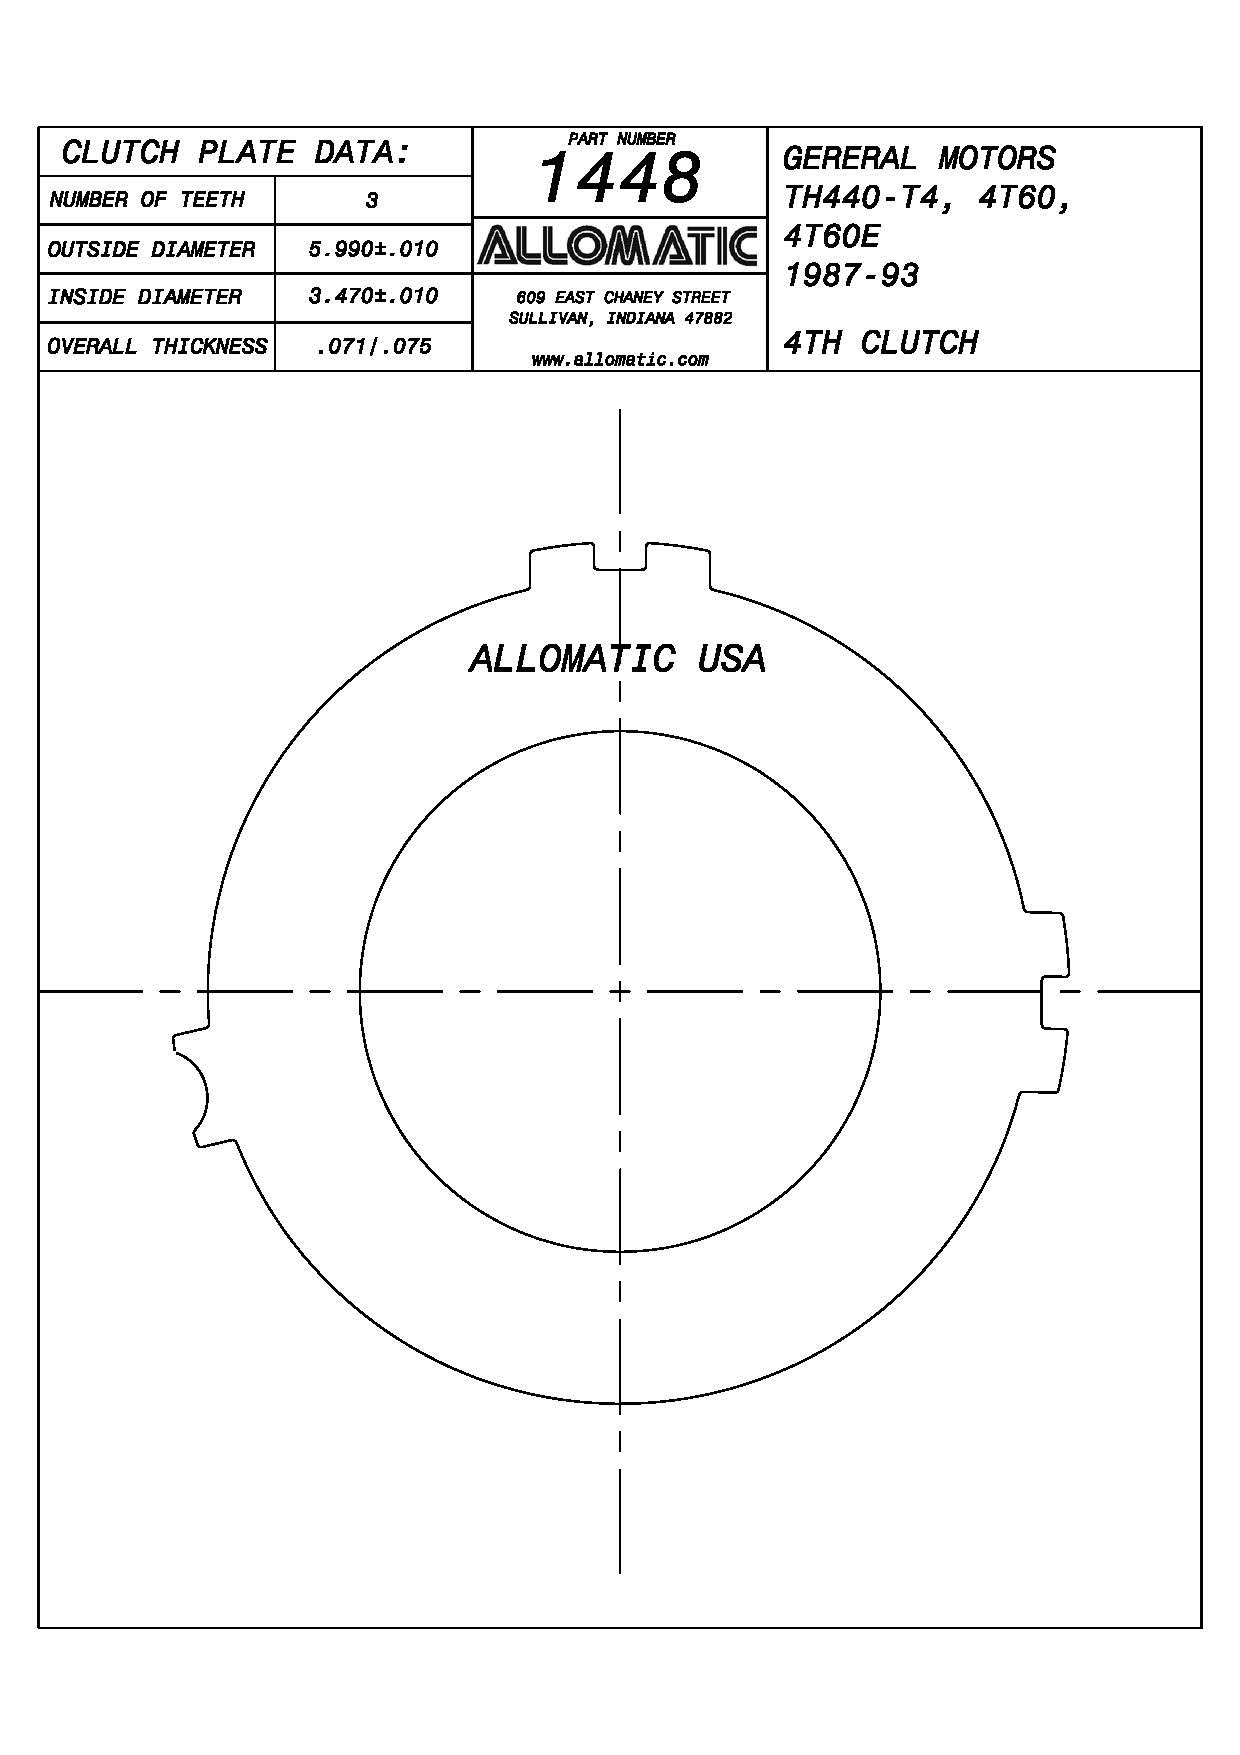 CLUTCH PLATE DATA:
NUMBER OF TEETH 3
OUTSIDE DIAMETER 5.990±.010
INSIDE DIAMETER 3.470±.010
OVERALL THICKNESS .071/.075
PART NUMBER
1448
ALLOMATIC
609 EAST CHANEY STREET
SULLIVAN, INDIANA 47882
www.allomatic.com
GERERAL MOTORS
TH440-T4, 4T60,
4T60E
1987-93
4TH CLUTCH
ALLOMATIC USA